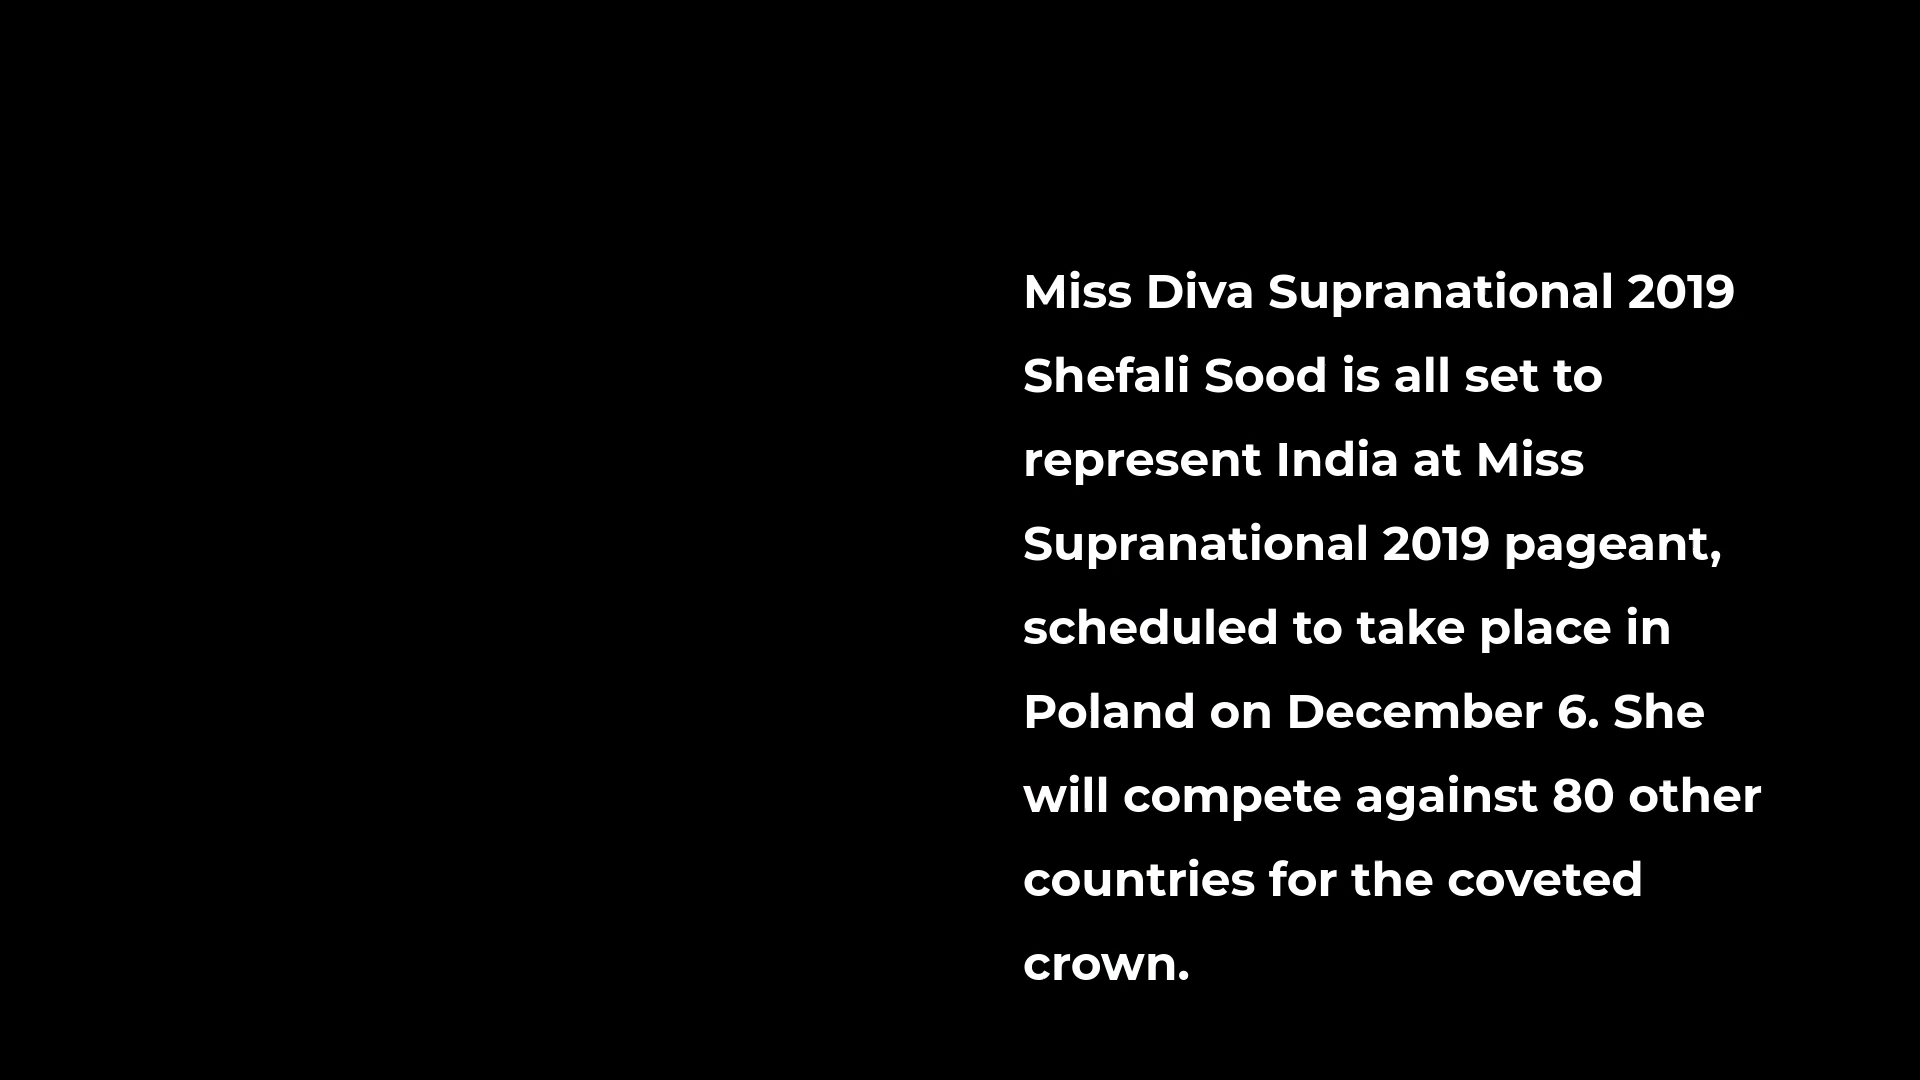 Miss Diva Supranational 2019
Shefali Sood is all set to
represent India at Miss
Supranational 2019 pageant,
scheduled to take place in
Poland on December 6. She
will compete against 80 other
countries for the coveted
crown.